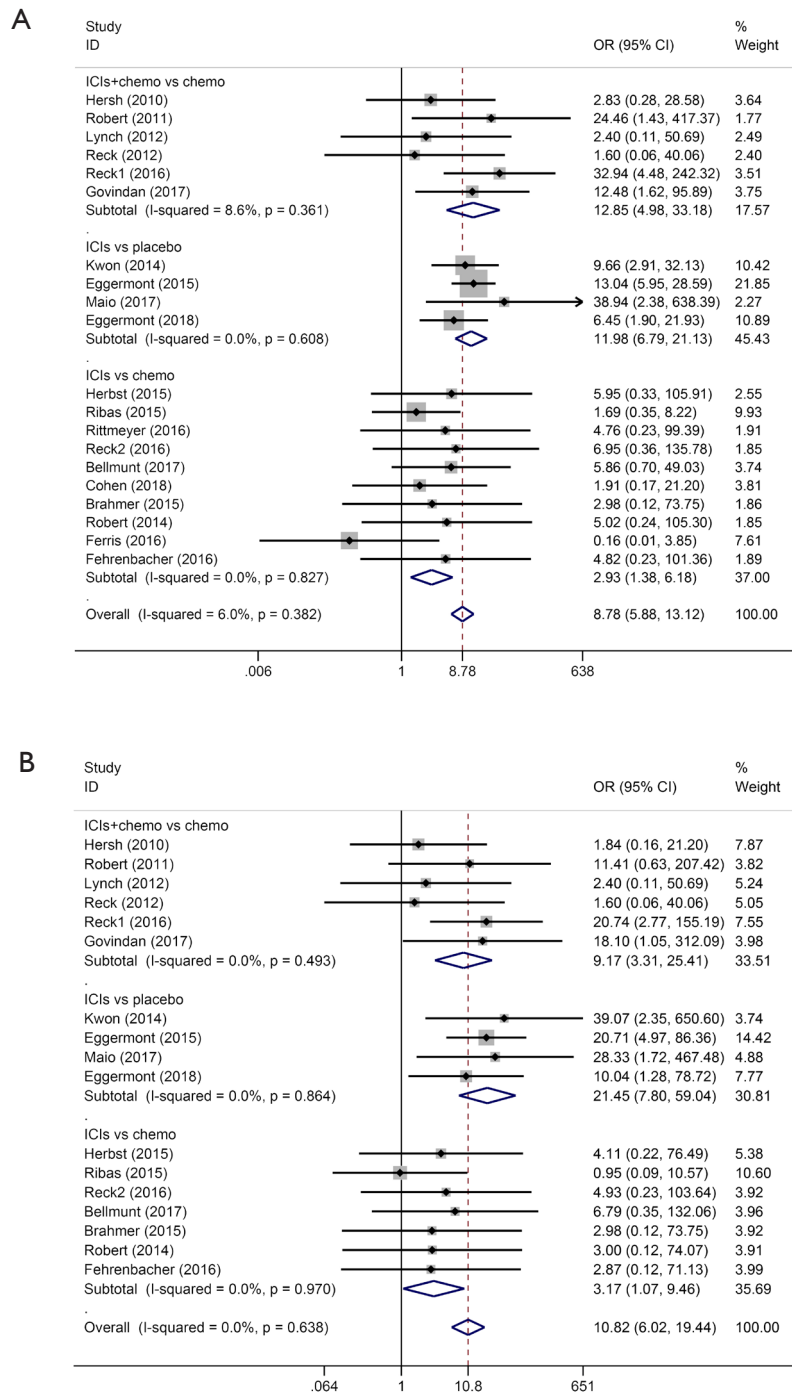 A
Study %
ID OR (95% CI) Weight
ICIs+chemo vs chemo
Hersh (2010) 2.83 (0.28, 28.58) 3.64
Robert (2011) 24.46 (1.43, 417.37) 1.77
Lynch (2012) 2.40 (0.11, 50.69) 2.49
Reck (2012) 1.60 (0.06, 40.06) 2.40
Reck1 (2016) 32.94 (4.48, 242.32) 3.51
Govindan (2017) 12.48 (1.62, 95.89) 3.75
Subtotal (I-squared = 8.6%, p = 0.361) 12.85 (4.98, 33.18) 17.57
.
ICIs vs placebo
Kwon (2014) 9.66 (2.91, 32.13) 10.42
Eggermont (2015) 13.04 (5.95, 28.59) 21.85
Maio (2017) 38.94 (2.38, 638.39) 2.27
Eggermont (2018) 6.45 (1.90, 21.93) 10.89
Subtotal (I-squared = 0.0%, p = 0.608) 11.98 (6.79, 21.13) 45.43
.
ICIs vs chemo
Herbst (2015) 5.95 (0.33, 105.91) 2.55
Ribas (2015) 1.69 (0.35, 8.22) 9.93
Rittmeyer (2016) 4.76 (0.23, 99.39) 1.91
Reck2 (2016) 6.95 (0.36, 135.78) 1.85
Bellmunt (2017) 5.86 (0.70, 49.03) 3.74
Cohen (2018) 1.91 (0.17, 21.20) 3.81
Brahmer (2015) 2.98 (0.12, 73.75) 1.86
Robert (2014) 5.02 (0.24, 105.30) 1.85
Ferris (2016) 0.16 (0.01, 3.85) 7.61
Fehrenbacher (2016) 4.82 (0.23, 101.36) 1.89
Subtotal (I-squared = 0.0%, p = 0.827) 2.93 (1.38, 6.18) 37.00
.
Overall (I-squared = 6.0%, p = 0.382) 8.78 (5.88, 13.12) 100.00
.006 1 8.78 638
B
Study %
ID OR (95% CI) Weight
ICIs+chemo vs chemo
Hersh (2010) 1.84 (0.16, 21.20) 7.87
Robert (2011) 11.41 (0.63, 207.42) 3.82
Lynch (2012) 2.40 (0.11, 50.69) 5.24
Reck (2012) 1.60 (0.06, 40.06) 5.05
Reck1 (2016) 20.74 (2.77, 155.19) 7.55
Govindan (2017) 18.10 (1.05, 312.09) 3.98
Subtotal (I-squared = 0.0%, p = 0.493) 9.17 (3.31, 25.41) 33.51
.
ICIs vs placebo
Kwon (2014) 39.07 (2.35, 650.60) 3.74
Eggermont (2015) 20.71 (4.97, 86.36) 14.42
Maio (2017) 28.33 (1.72, 467.48) 4.88
Eggermont (2018) 10.04 (1.28, 78.72) 7.77
Subtotal (I-squared = 0.0%, p = 0.864) 21.45 (7.80, 59.04) 30.81
.
ICIs vs chemo
Herbst (2015) 4.11 (0.22, 76.49) 5.38
Ribas (2015) 0.95 (0.09, 10.57) 10.60
Reck2 (2016) 4.93 (0.23, 103.64) 3.92
Bellmunt (2017) 6.79 (0.35, 132.06) 3.96
Brahmer (2015) 2.98 (0.12, 73.75) 3.92
Robert (2014) 3.00 (0.12, 74.07) 3.91
Fehrenbacher (2016) 2.87 (0.12, 71.13) 3.99
Subtotal (I-squared = 0.0%, p = 0.970) 3.17 (1.07, 9.46) 35.69
.
Overall (I-squared = 0.0%, p = 0.638) 10.82 (6.02, 19.44) 100.00
.064 1 10.8 651